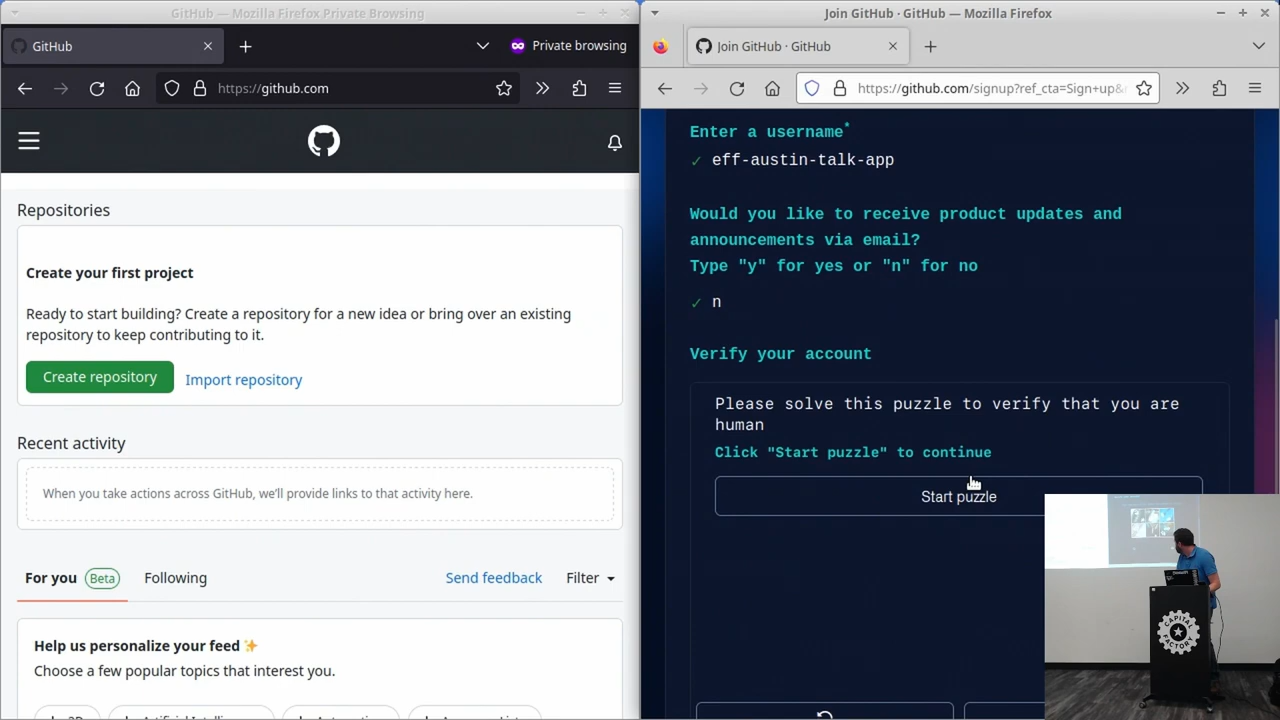 GitHub — Mozilla Firefox Private Browsing
GitHub
Private browsing
https://github.com
Repositories
Create your first project
Ready to start building? Create a repository for a new idea or bring over an existing
repository to keep contributing to it.
Create repository
Import repository
Recent activity
When you take actions across GitHub, we’ll provide links to that activity here.
For you
Beta
Following
Send feedback
Filter
Help us personalize your feed ✨
Choose a few popular topics that interest you.
Join GitHub · GitHub — Mozilla Firefox
Join GitHub · GitHub
https://github.com/signup?ref_cta=Sign+up&
Enter a username*
✓ eff-austin-talk-app
Would you like to receive product updates and
announcements via email?
Type "y" for yes or "n" for no
✓ n
Verify your account
Please solve this puzzle to verify that you are
human
Click "Start puzzle" to continue
Start puzzle
CAPITAL
FACTORY